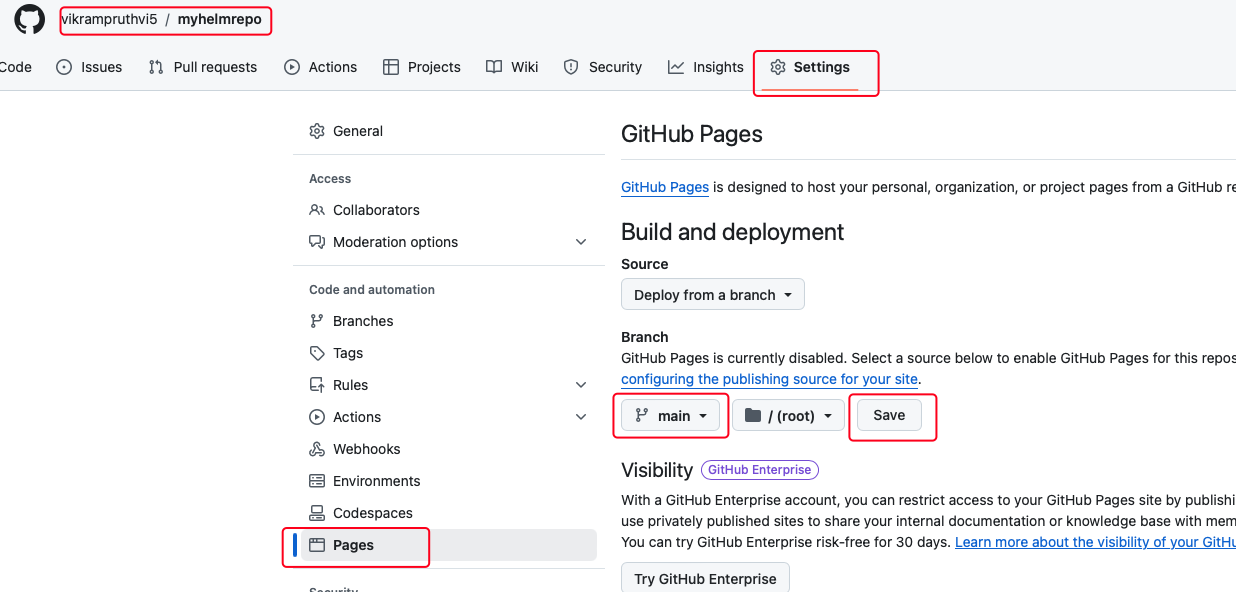 vikrampruthvi5 / myhelmrepo
Code Issues Pull requests Actions Projects Wiki Security Insights Settings
General
Access
Collaborators
Moderation options
Code and automation
Branches
Tags
Rules
Actions
Webhooks
Environments
Codespaces
Pages
Security
GitHub Pages
GitHub Pages is designed to host your personal, organization, or project pages from a GitHub re
Build and deployment
Source
Deploy from a branch
Branch
GitHub Pages is currently disabled. Select a source below to enable GitHub Pages for this repos
configuring the publishing source for your site.
main / (root) Save
Visibility GitHub Enterprise
With a GitHub Enterprise account, you can restrict access to your GitHub Pages site by publishi
use privately published sites to share your internal documentation or knowledge base with mem
You can try GitHub Enterprise risk-free for 30 days. Learn more about the visibility of your GitHu
Try GitHub Enterprise